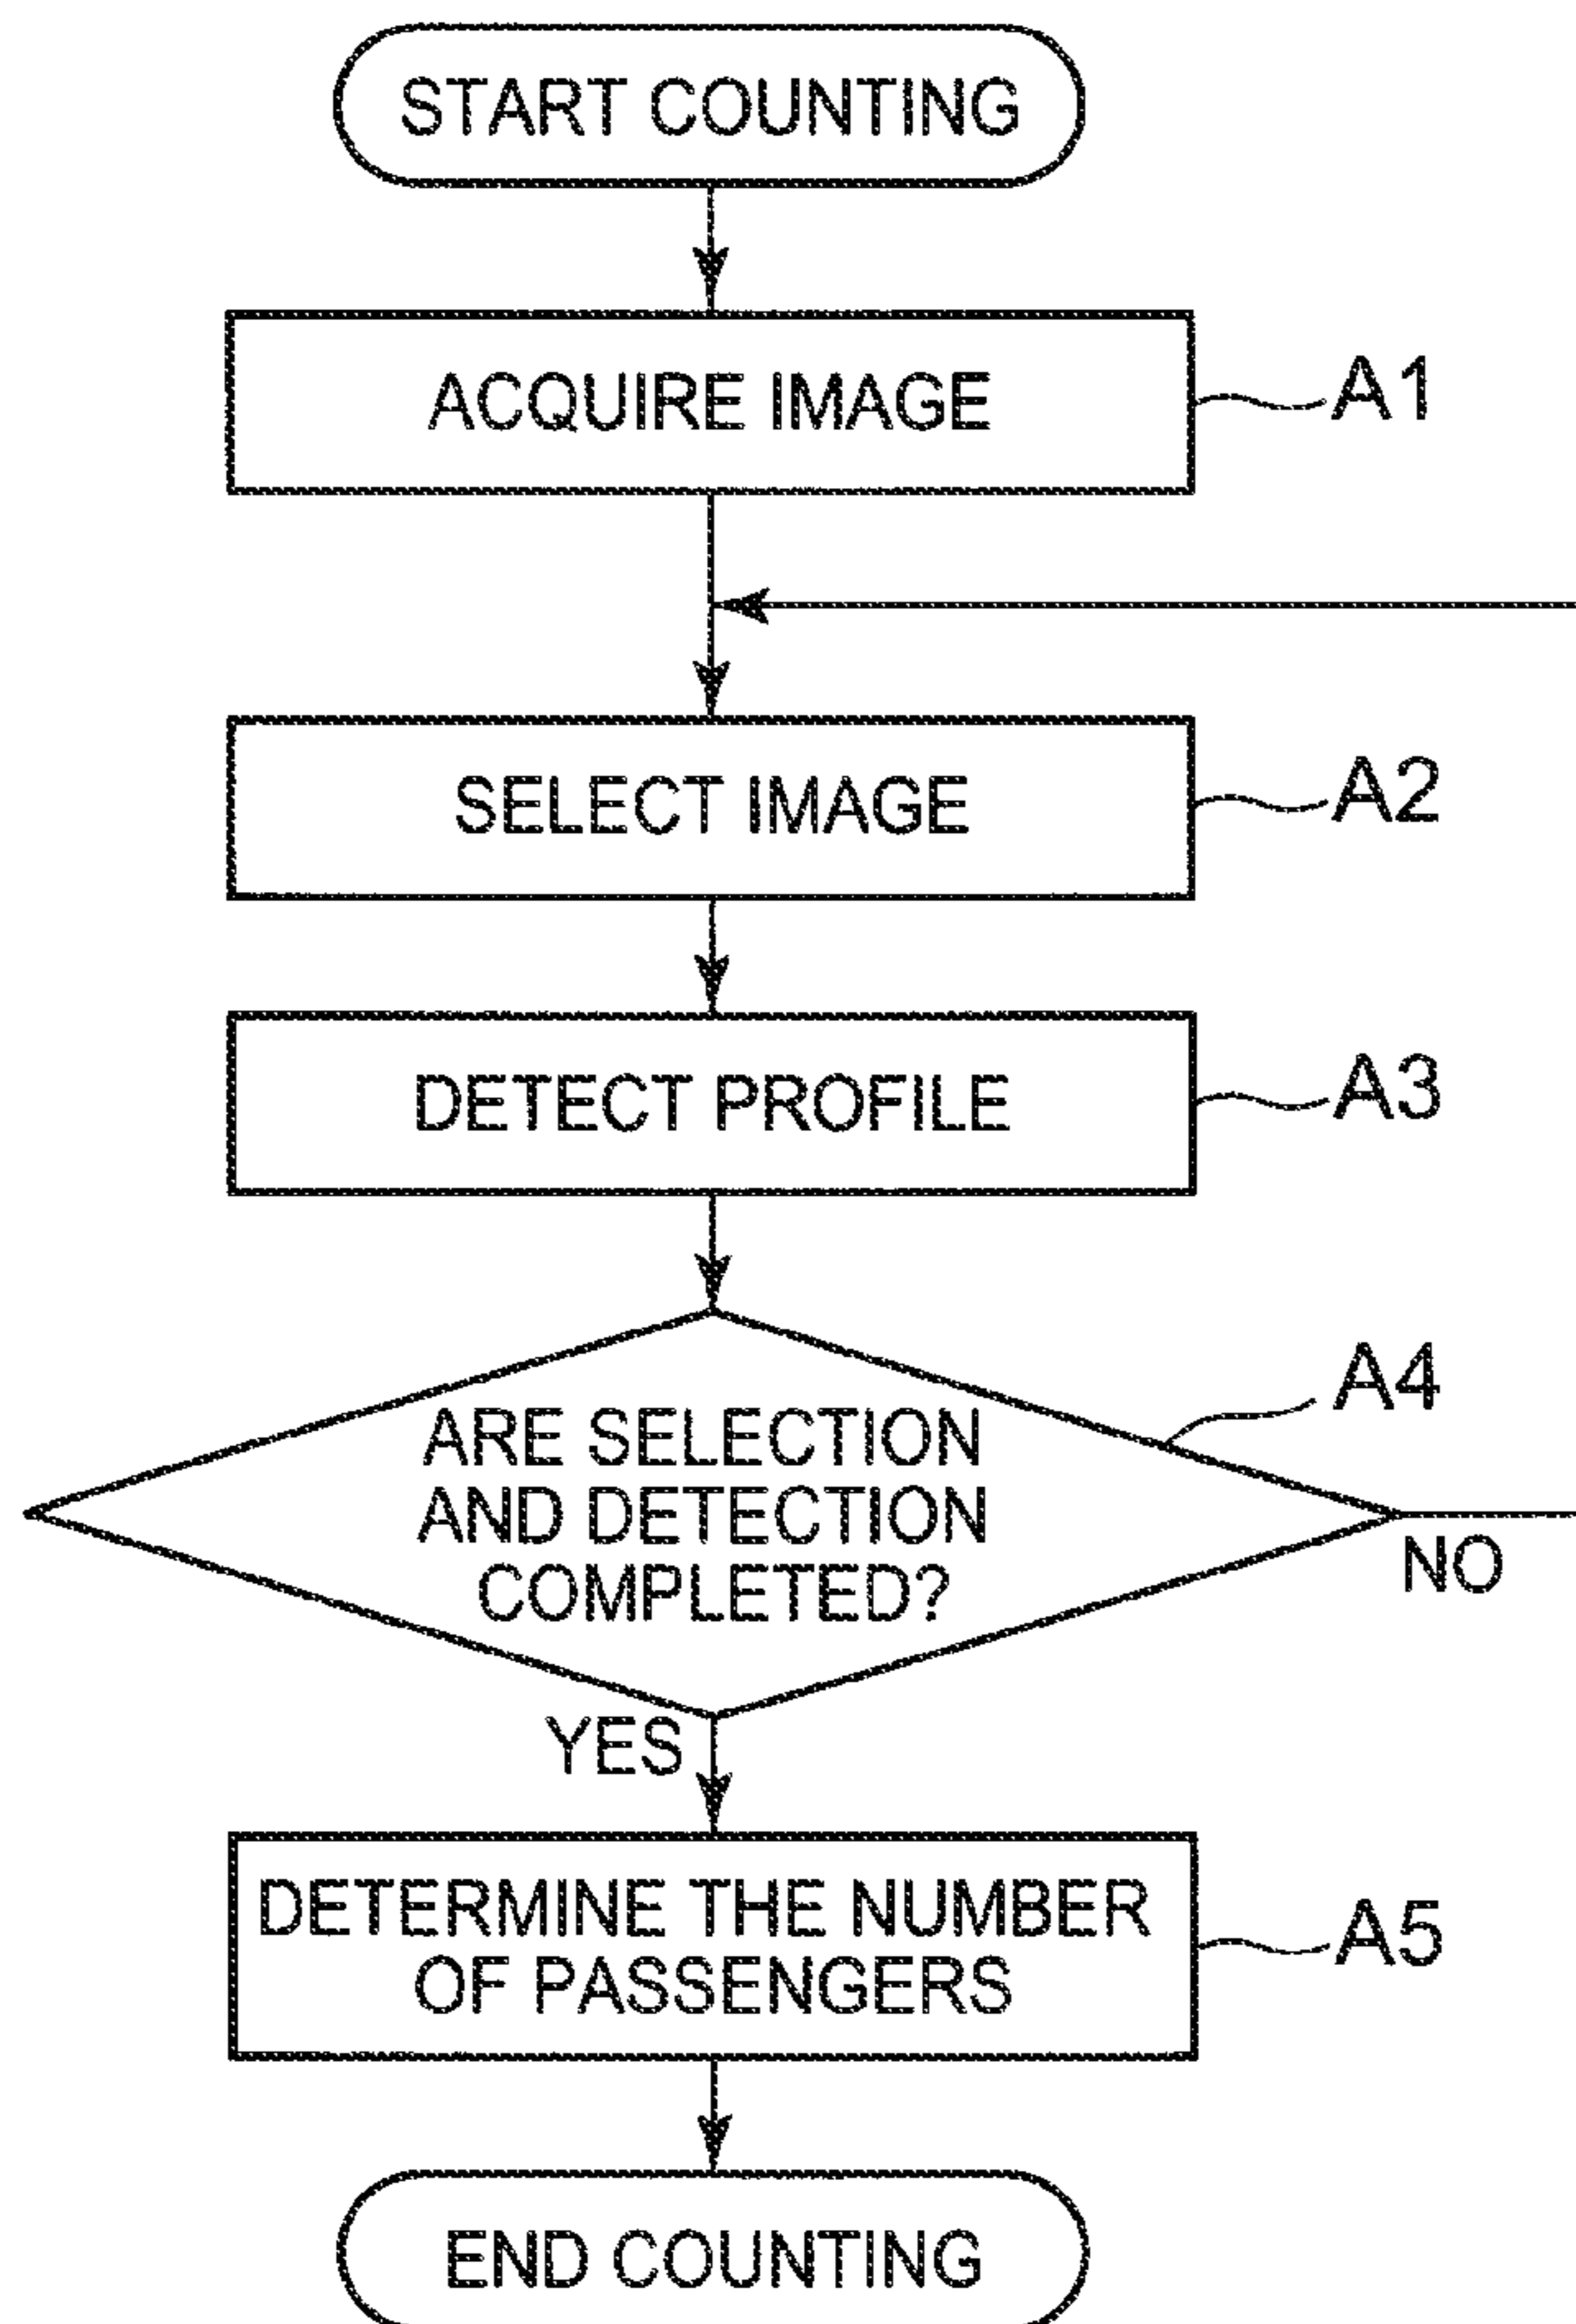 START COUNTING
ACQUIRE IMAGE
A1
SELECT IMAGE
A2
DETECT PROFILE
A3
A4
ARE SELECTION
AND DETECTION
COMPLETED?
NO
YES
DETERMINE THE NUMBER
OF PASSENGERS
A5
END COUNTING